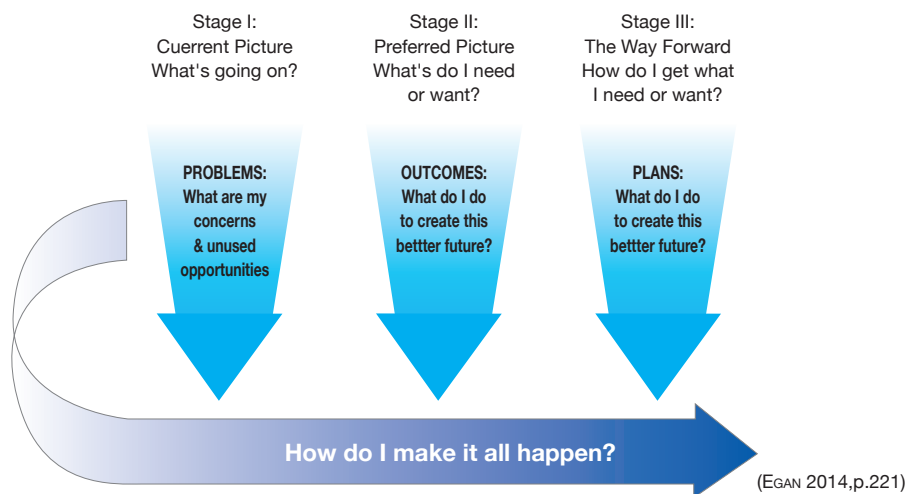 Stage I:
Cuerrent Picture
What's going on?
Stage II:
Preferred Picture
What's do I need
or want?
Stage III:
The Way Forward
How do I get what
I need or want?
PROBLEMS:
What are my
concerns
& unused
opportunities
OUTCOMES:
What do I do
to create this
bettter future?
PLANS:
What do I do
to create this
bettter future?
How do I make it all happen?
(EGAN 2014,p.221)